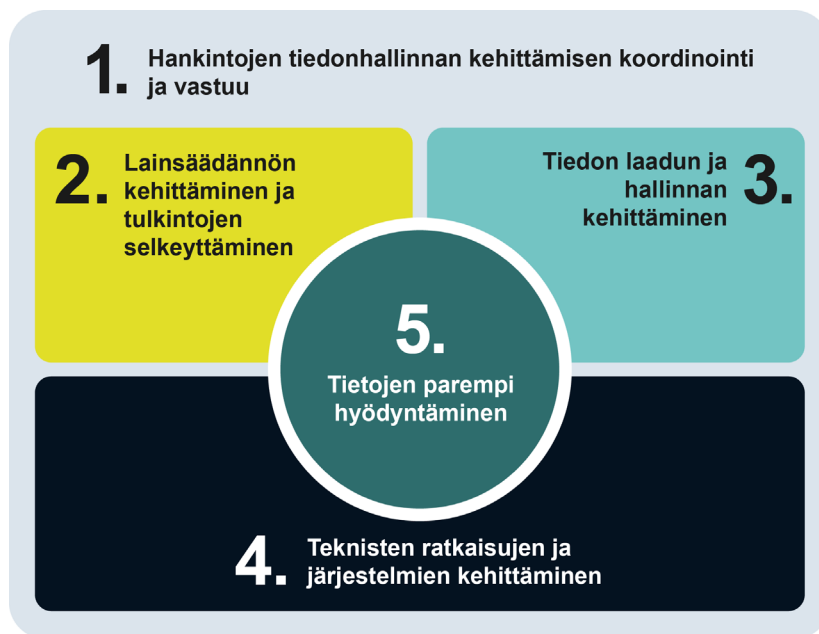 1. Hankintojen tiedonhallinnan kehittämisen koordinointi
ja vastuu
2. Lainsäädännön
kehittäminen ja
tulkintojen
selkeyttäminen
Tiedon laadun ja
hallinnan
kehittäminen
3.
5.
Tietojen parempi
hyödyntäminen
4. Teknisten ratkaisujen ja
järjestelmien kehittäminen